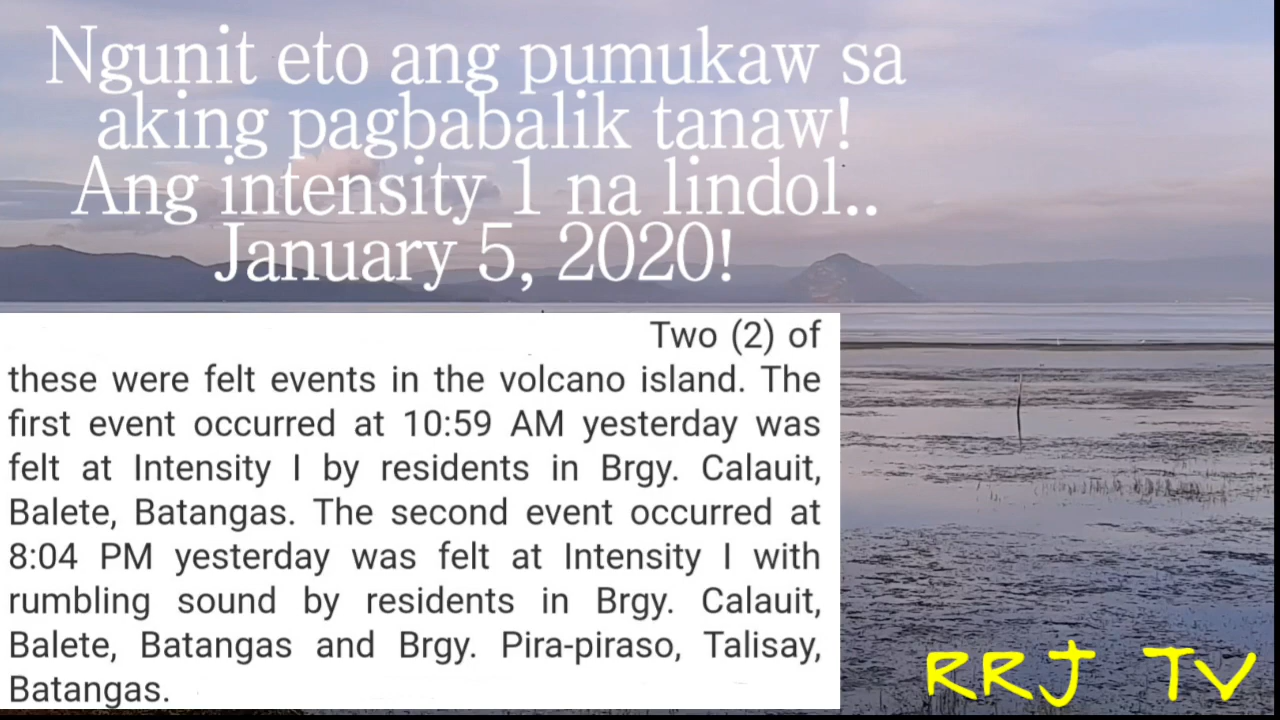 Ngunit eto ang pumukaw sa
aking pagbabalik tanaw!
Ang intensity 1 na lindol..
January 5, 2020!
Two (2) of
these were felt events in the volcano island. The
first event occurred at 10:59 AM yesterday was
felt at Intensity I by residents in Brgy. Calauit,
Balete, Batangas. The second event occurred at
8:04 PM yesterday was felt at Intensity I with
rumbling sound by residents in Brgy. Calauit,
Balete, Batangas and Brgy. Pira-piraso, Talisay,
Batangas.
RRJ TV